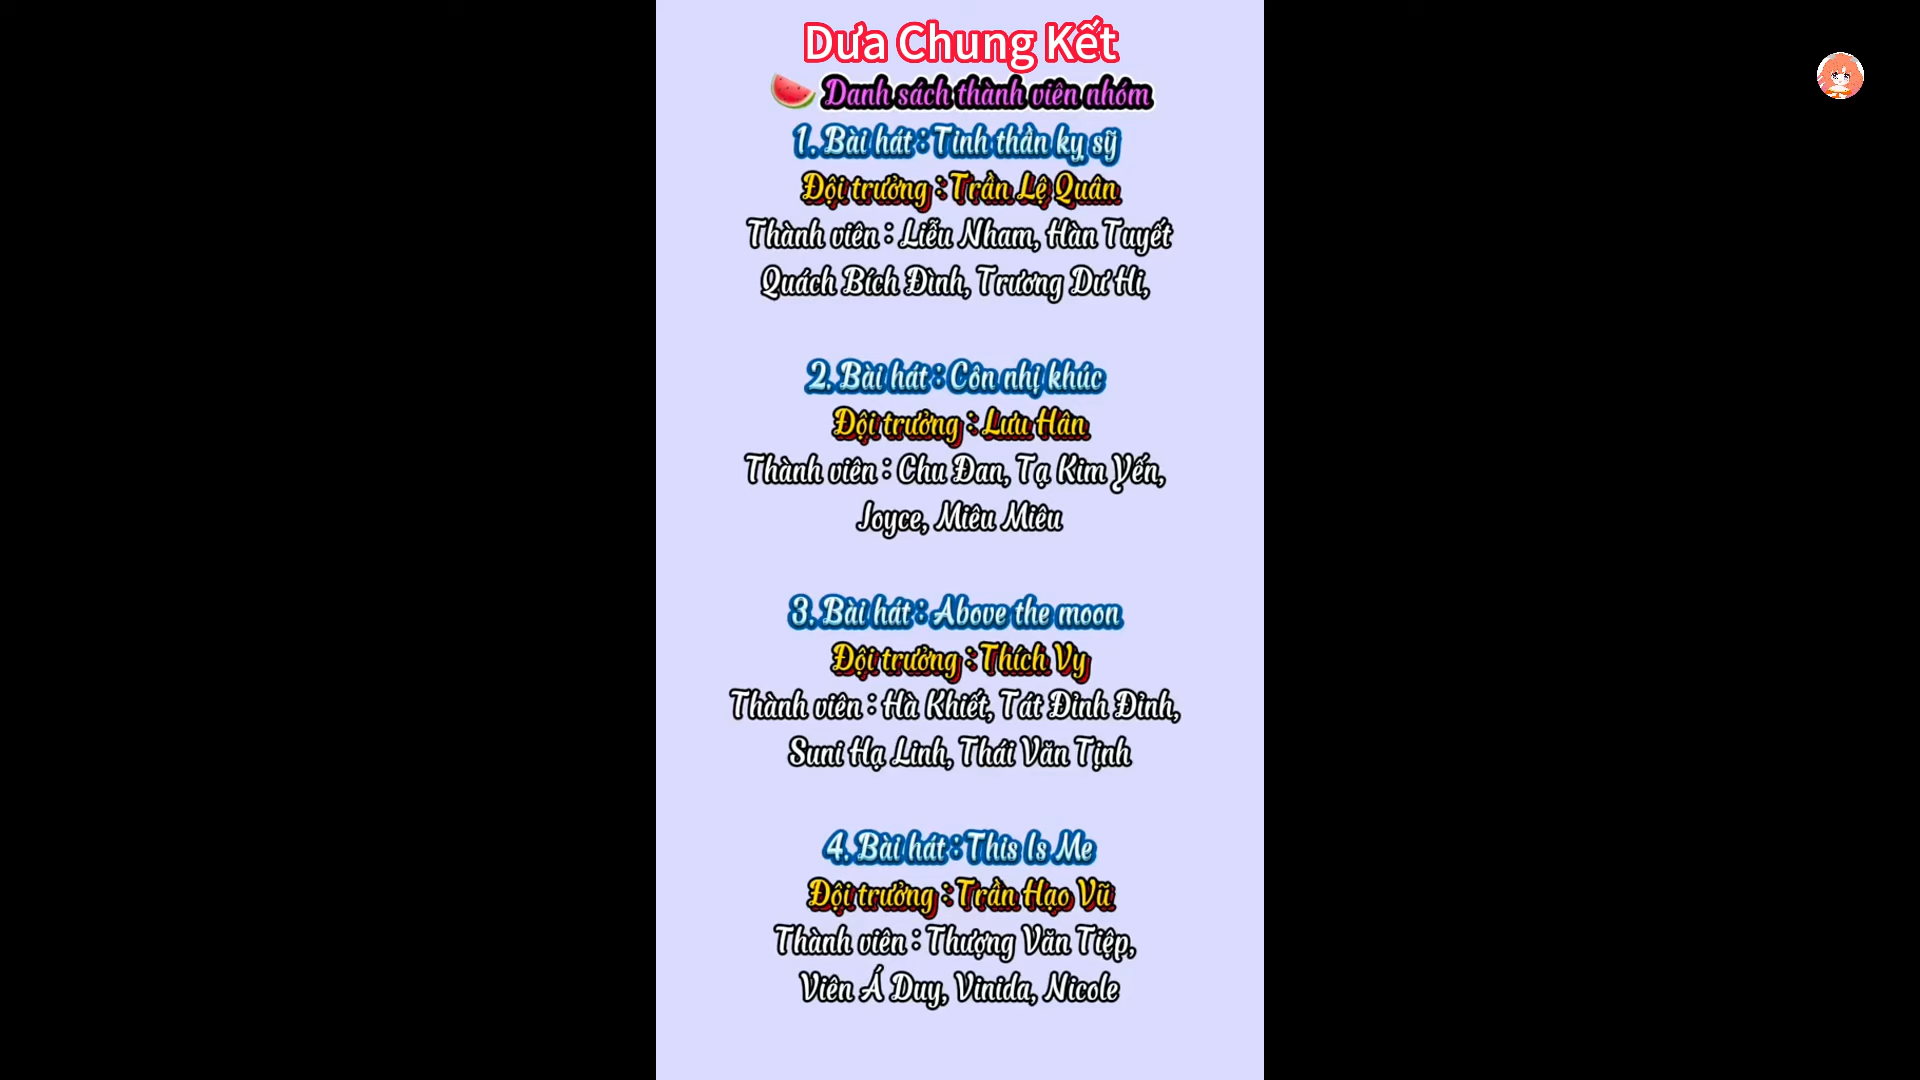 Dưa Chung Kết
Danh sách thành viên nhóm
1. Bài hát : Tinh thần kỵ sỹ
Đội trưởng : Trần Lệ Quân
Thành viên : Liễu Nham, Hàn Tuyết
Quách Bích Đình, Trương Dư Hi,
2. Bài hát : Côn nhị khúc
Đội trưởng : Lưu Hân
Thành viên : Chu Đan, Tạ Kim Yến,
Joyce, Miêu Miêu
3. Bài hát : Above the moon
Đội trưởng : Thích Vy
Thành viên : Hà Khiết, Tát Đỉnh Đỉnh,
Suni Hạ Linh, Thái Văn Tịnh
4. Bài hát : This Is Me
Đội trưởng : Trần Hạo Vũ
Thành viên : Thượng Văn Tiệp,
Viên Á Duy, Vinida, Nicole